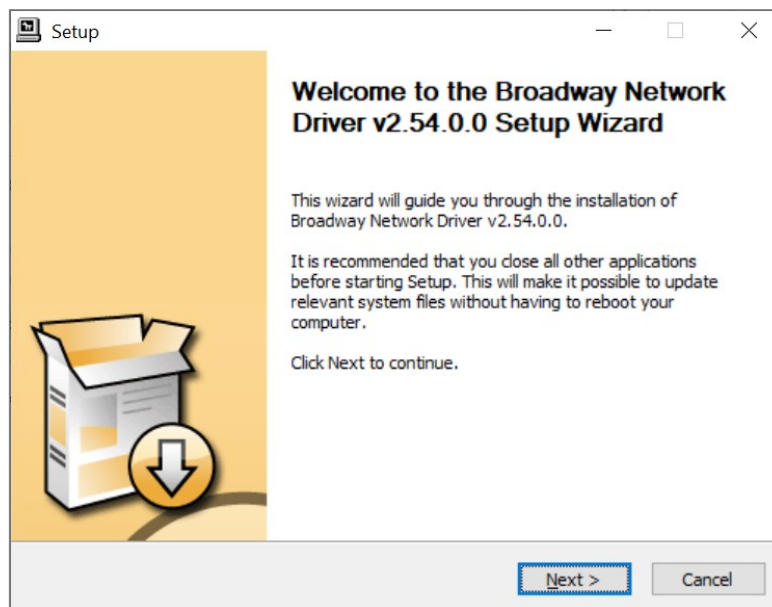 Setup
Welcome to the Broadway Network
Driver v2.54.0.0 Setup Wizard
This wizard will guide you through the installation of
Broadway Network Driver v2.54.0.0.
It is recommended that you close all other applications
before starting Setup. This will make it possible to update
relevant system files without having to reboot your
computer.
Click Next to continue.
Next >
Cancel